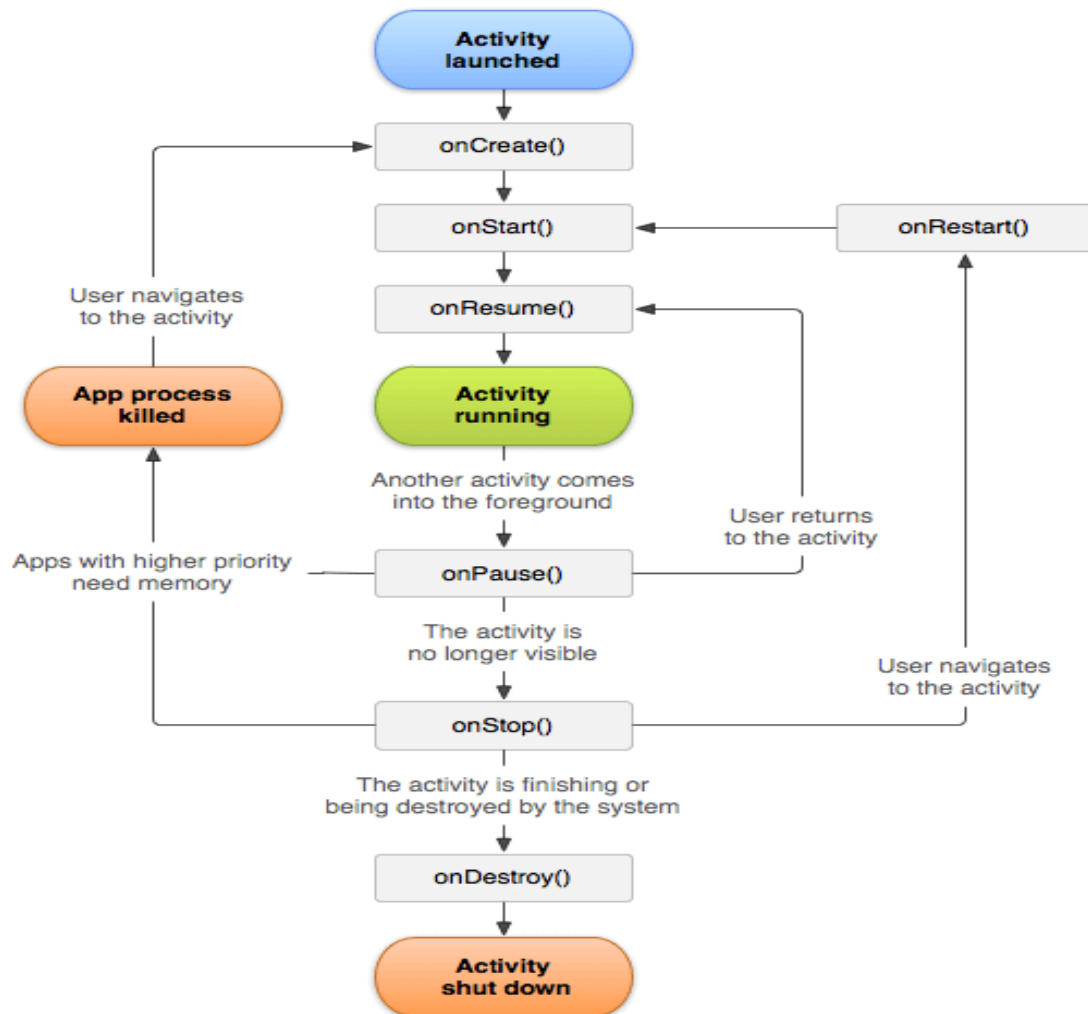 Activity
launched
onCreate()
onStart()
onRestart()
User navigates
to the activity
onResume()
App process
killed
Activity
running
Another activity comes
into the foreground
User returns
to the activity
Apps with higher priority
need memory
onPause()
The activity is
no longer visible
User navigates
to the activity
onStop()
The activity is finishing or
being destroyed by the system
onDestroy()
Activity
shut down